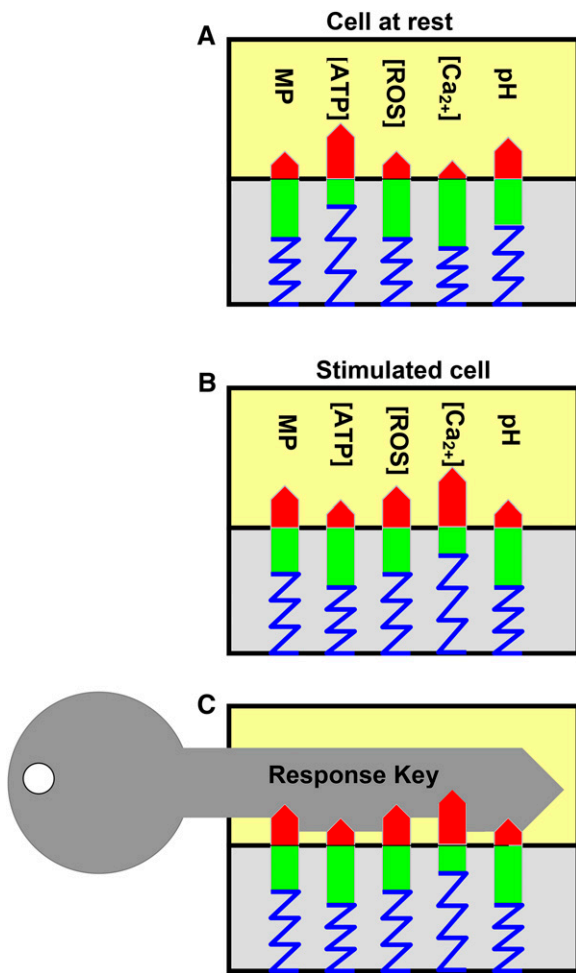 A
Cell at rest
MP
[ATP]
[ROS]
[Ca2+]
pH
B
Stimulated cell
MP
[ATP]
[ROS]
[Ca2+]
pH
C
Response Key